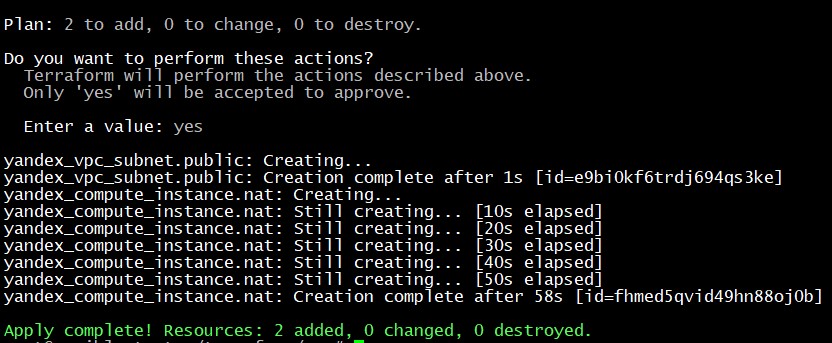 Plan: 2 to add, 0 to change, 0 to destroy.
Do you want to perform these actions?
Terraform will perform the actions described above.
Only 'yes' will be accepted to approve.
Enter a value: yes
yandex_vpc_subnet.public: Creating...
yandex_vpc_subnet.public: Creation complete after 1s [id=e9bi0kf6trdj694qs3ke]
yandex_compute_instance.nat: Creating...
yandex_compute_instance.nat: Still creating... [10s elapsed]
yandex_compute_instance.nat: Still creating... [20s elapsed]
yandex_compute_instance.nat: Still creating... [30s elapsed]
yandex_compute_instance.nat: Still creating... [40s elapsed]
yandex_compute_instance.nat: Still creating... [50s elapsed]
yandex_compute_instance.nat: Creation complete after 58s [id=fhmed5qvid49hn88oj0b]
Apply complete! Resources: 2 added, 0 changed, 0 destroyed.